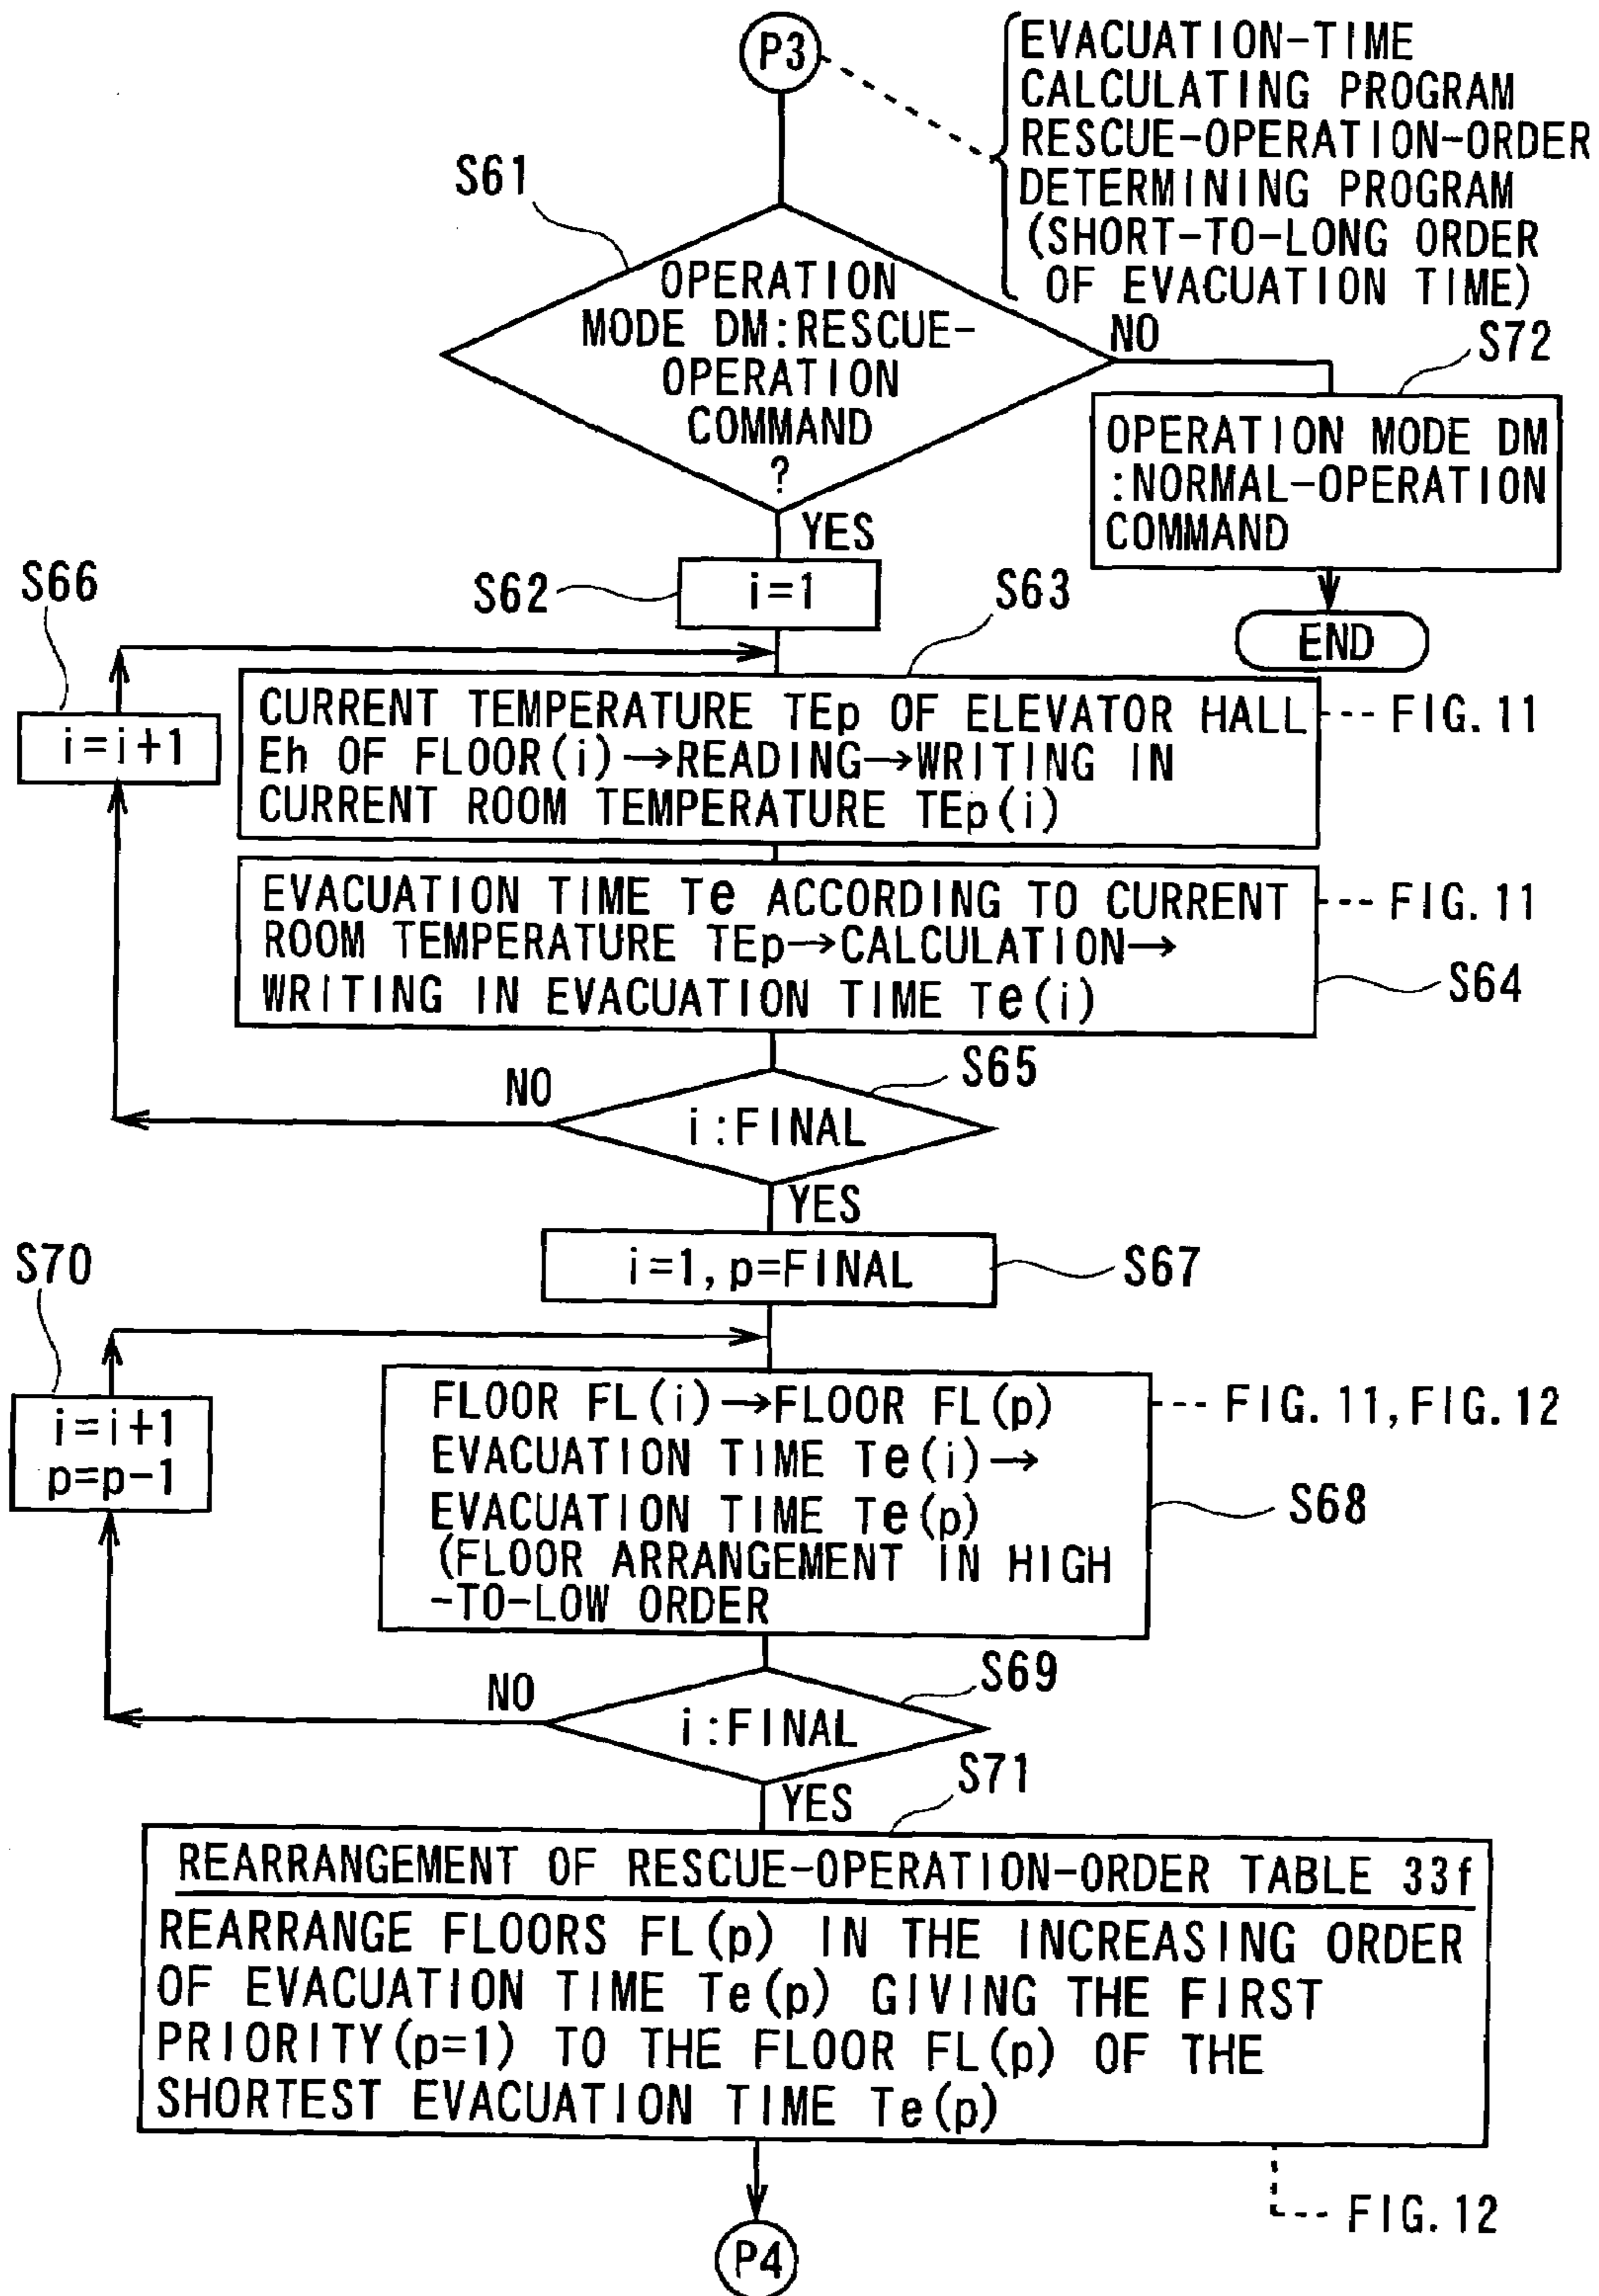 P3
EVACUATION-TIME
CALCULATING PROGRAM
RESCUE-OPERATION-ORDER
DETERMINING PROGRAM
(SHORT-TO-LONG ORDER
OF EVACUATION TIME)
S61
OPERATION
MODE DM:RESCUE-
OPERATION
COMMAND
?
NO
S72
OPERATION MODE DM
:NORMAL-OPERATION
COMMAND
END
YES
S62
i=1
S63
S66
i=i+1
CURRENT TEMPERATURE TEp OF ELEVATOR HALL
Eh OF FLOOR(i)→READING→WRITING IN
CURRENT ROOM TEMPERATURE TEp(i)
FIG.11
EVACUATION TIME Te ACCORDING TO CURRENT
ROOM TEMPERATURE TEp→CALCULATION→
WRITING IN EVACUATION TIME Te(i)
FIG.11
S64
S65
NO
i:FINAL
YES
i=1,p=FINAL
S67
S70
i=i+1
p=p-1
FLOOR FL(i)→FLOOR FL(p)
EVACUATION TIME Te(i)→
EVACUATION TIME Te(p)
(FLOOR ARRANGEMENT IN HIGH
-TO-LOW ORDER
FIG.11,FIG.12
S68
S69
NO
i:FINAL
YES
S71
REARRANGEMENT OF RESCUE-OPERATION-ORDER TABLE 33f
REARRANGE FLOORS FL(p) IN THE INCREASING ORDER
OF EVACUATION TIME Te(p) GIVING THE FIRST
PRIORITY(p=1) TO THE FLOOR FL(p) OF THE
SHORTEST EVACUATION TIME Te(p)
FIG.12
P4